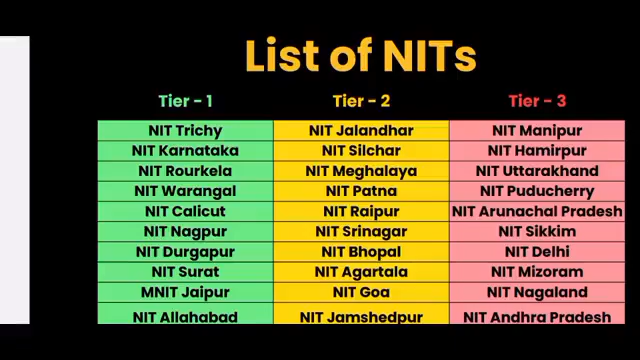 List of NITs
Tier - 1 Tier - 2 Tier - 3
NIT Trichy NIT Jalandhar NIT Manipur
NIT Karnataka NIT Silchar NIT Hamirpur
NIT Rourkela NIT Meghalaya NIT Uttarakhand
NIT Warangal NIT Patna NIT Puducherry
NIT Calicut NIT Raipur NIT Arunachal Pradesh
NIT Nagpur NIT Srinagar NIT Sikkim
NIT Durgapur NIT Bhopal NIT Delhi
NIT Surat NIT Agartala NIT Mizoram
MNIT Jaipur NIT Goa NIT Nagaland
NIT Allahabad NIT Jamshedpur NIT Andhra Pradesh